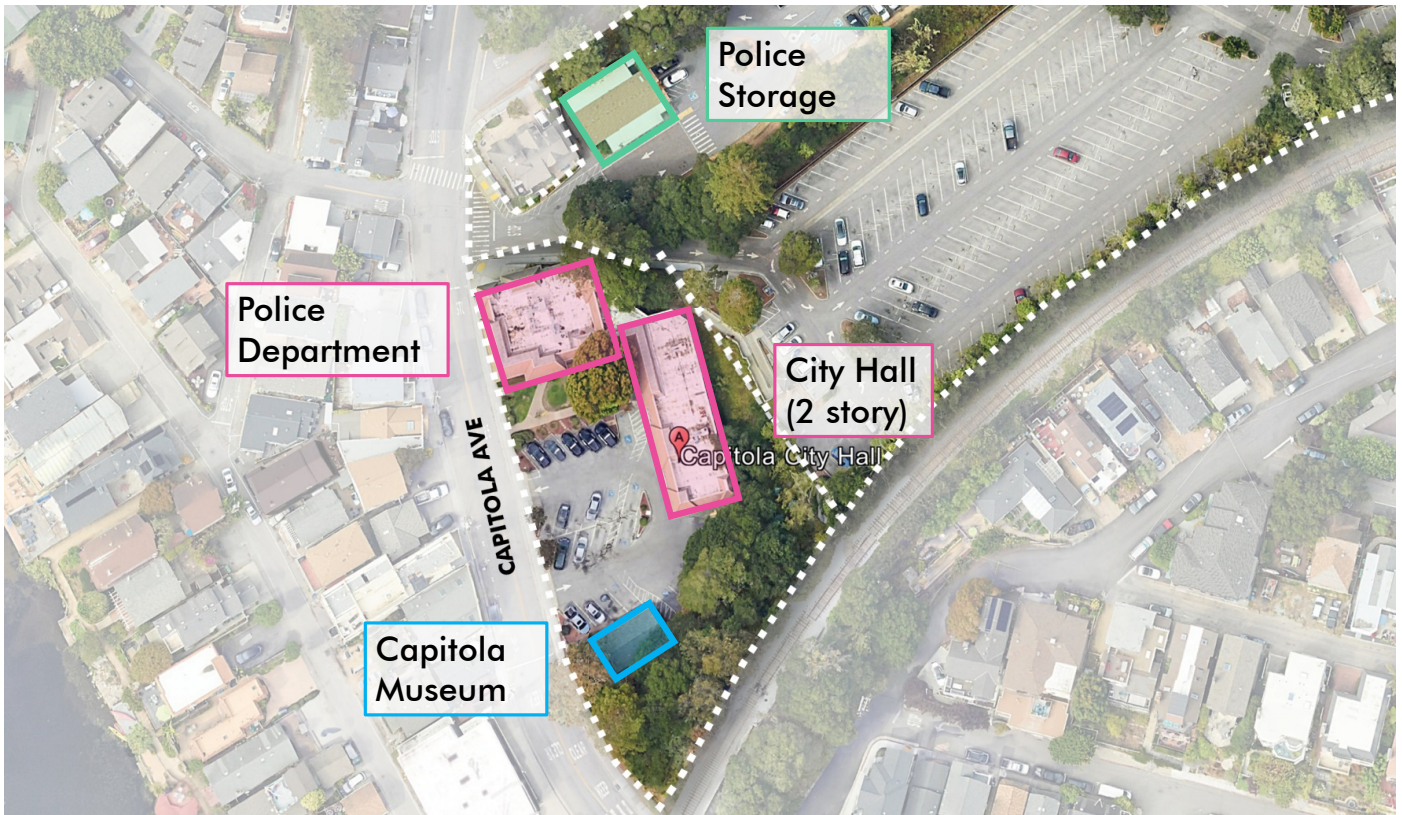 Police
Storage
Police
Department
City Hall
(2 story)
A
Capitola City Hall
CAPITOLA AVE
Capitola
Museum